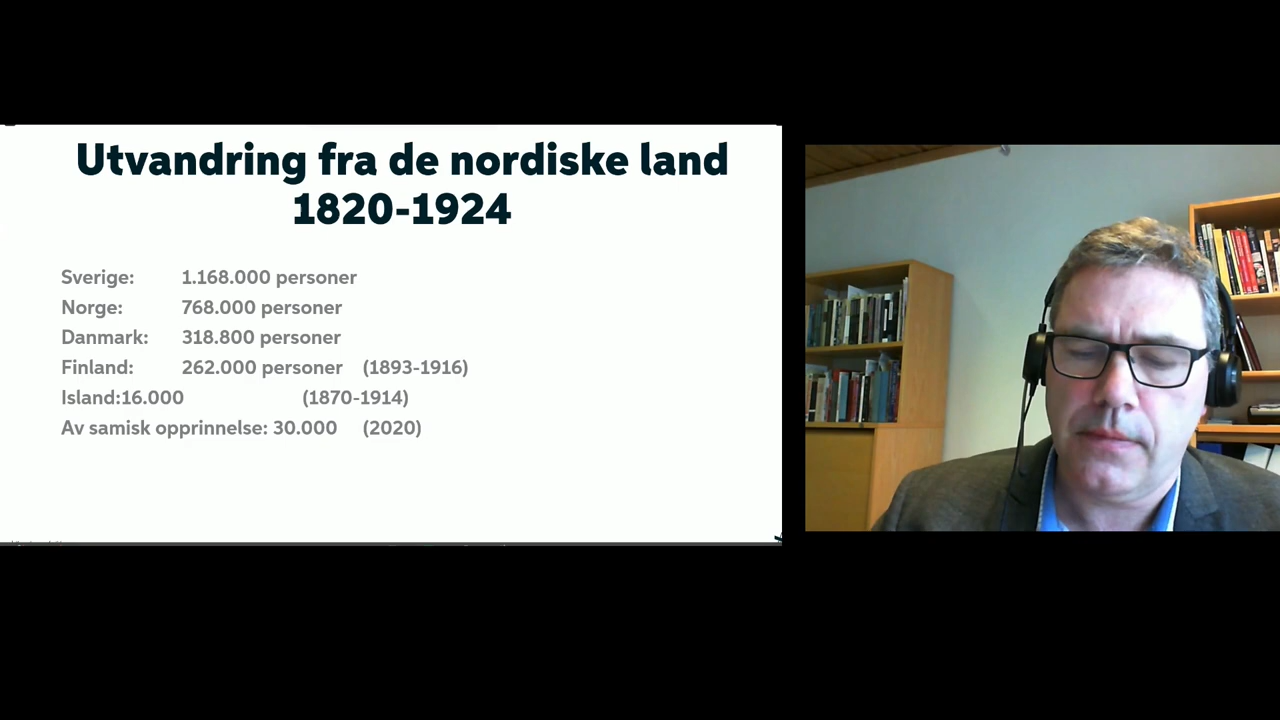 Utvandring fra de nordiske land
1820-1924
Sverige: 1.168.000 personer
Norge: 768.000 personer
Danmark: 318.800 personer
Finland: 262.000 personer (1893-1916)
Island:16.000 (1870-1914)
Av samisk opprinnelse: 30.000 (2020)